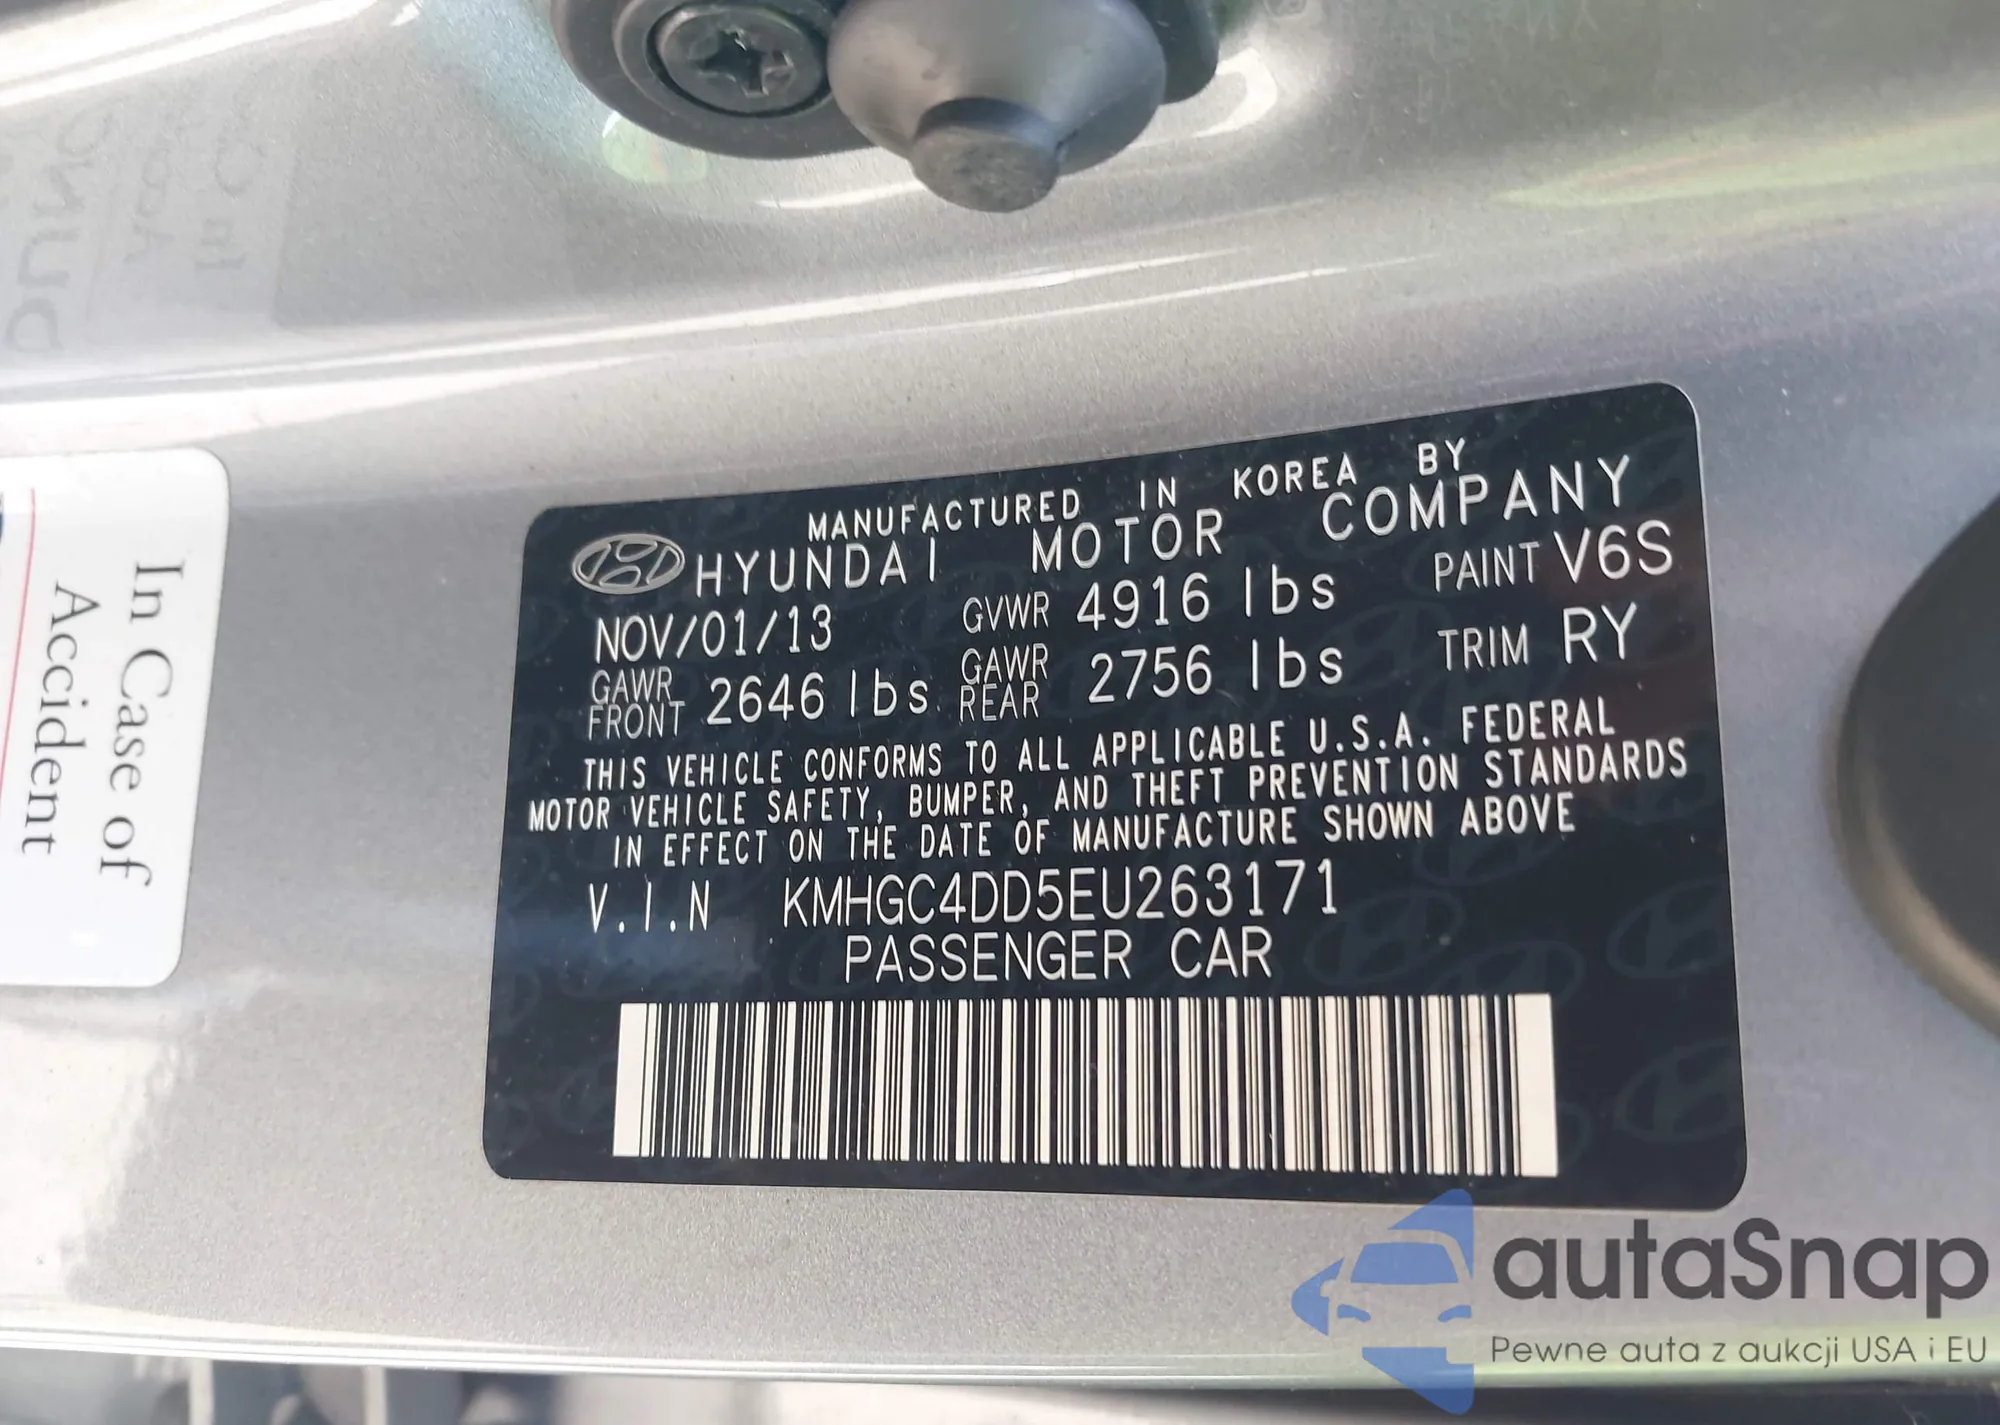 MANUFACTURED IN KOREA BY
HYUNDAI MOTOR COMPANY
NOV/01/13 GVWR 4916 lbs PAINT V6S
GAWR FRONT 2646 lbs GAWR REAR 2756 lbs TRIM RY
THIS VEHICLE CONFORMS TO ALL APPLICABLE U.S.A. FEDERAL
MOTOR VEHICLE SAFETY, BUMPER, AND THEFT PREVENTION STANDARDS
IN EFFECT ON THE DATE OF MANUFACTURE SHOWN ABOVE
V.I.N KMHGC4DD5EU263171
PASSENGER CAR
In Case of
Accident
autaSnap
Pewne auta z aukcji USA i EU